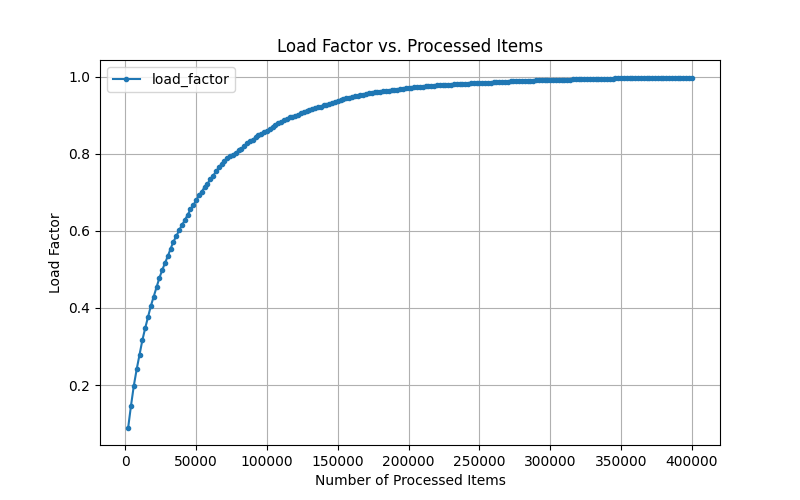 Load Factor vs. Processed Items
load_factor
Load Factor
1.0
0.8
0.6
0.4
0.2
0 50000 100000 150000 200000 250000 300000 350000 400000
Number of Processed Items